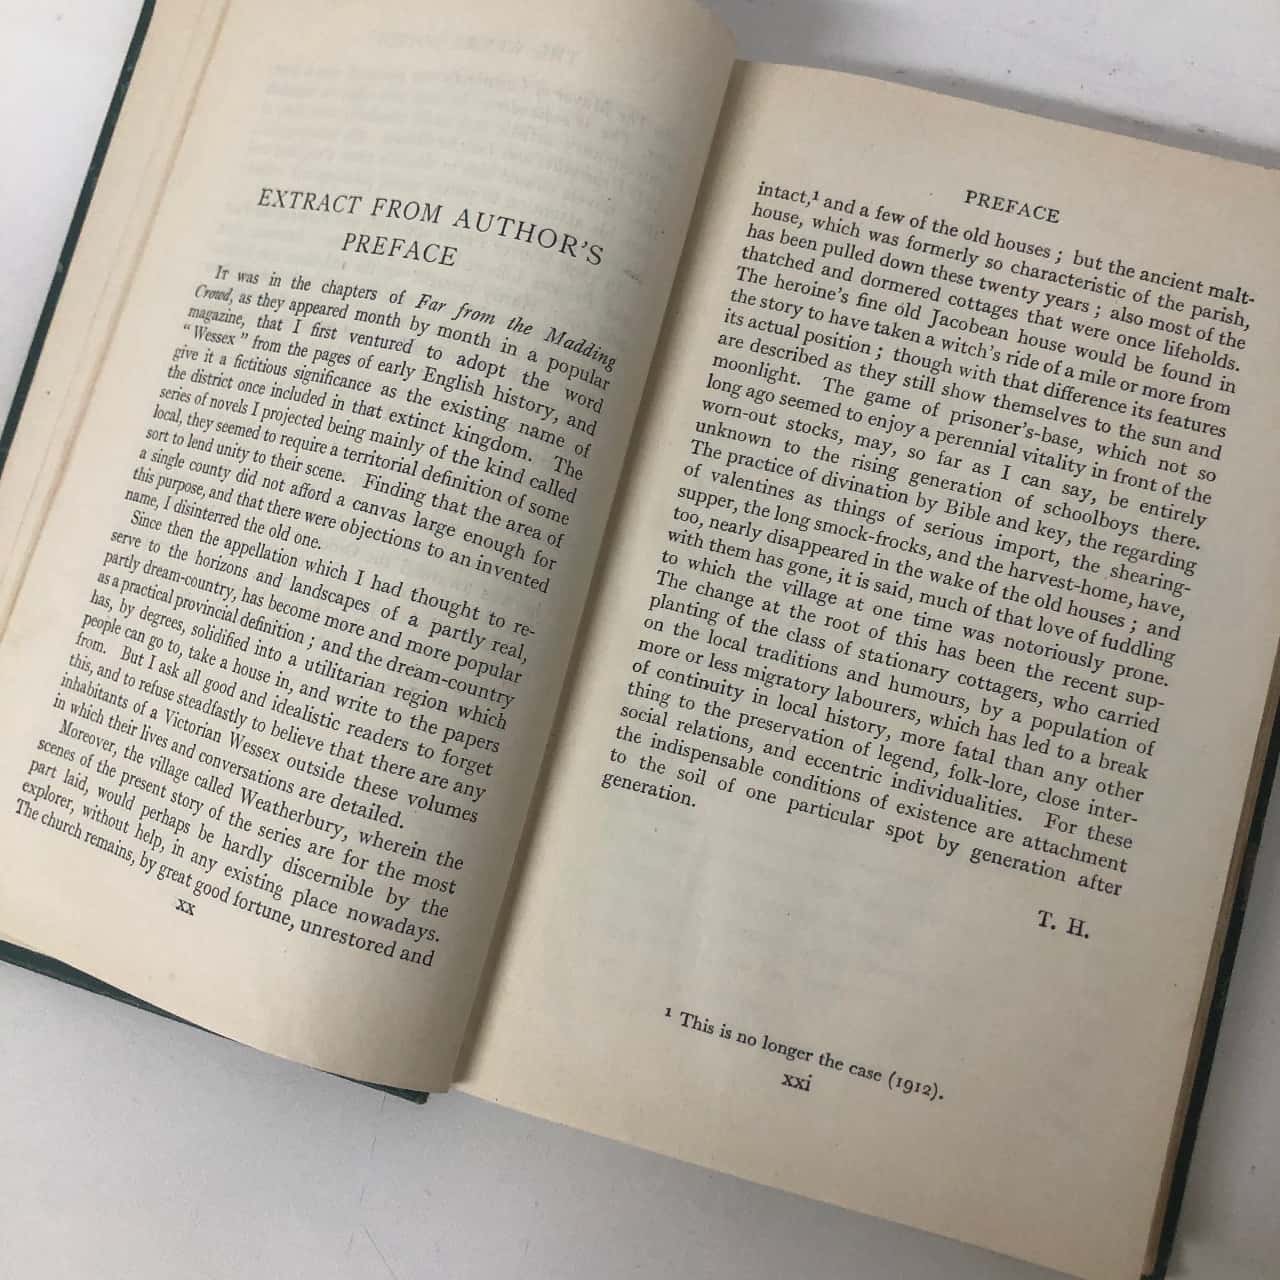 EXTRACT FROM AUTHOR'S
PREFACE
IT was in the chapters of Far from the Madding
Crowd, as they appeared month by month in a popular
magazine, that I first ventured to adopt the word
“ Wessex ” from the pages of early English history, and
give it a fictitious significance as the existing name of
the district once included in that extinct kingdom. The
series of novels I projected being mainly of the kind called
local, they seemed to require a territorial definition of some
sort to lend unity to their scene. Finding that the area of
a single county did not afford a canvas large enough for
this purpose, and that there were objections to an invented
name, I disinterred the old one.
Since then the appellation which I had thought to re-
serve to the horizons and landscapes of a partly real,
partly dream-country, has become more and more popular
as a practical provincial definition ; and the dream-country
has, by degrees, solidified into a utilitarian region which
people can go to, take a house in, and write to the papers
from. But I ask all good and idealistic readers to forget
this, and to refuse steadfastly to believe that there are any
inhabitants of a Victorian Wessex outside these volumes
in which their lives and conversations are detailed.
Moreover, the village called Weatherbury, wherein the
scenes of the present story of the series are for the most
part laid, would perhaps be hardly discernible by the
explorer, without help, in any existing place nowadays.
The church remains, by great good fortune, unrestored and
xx
PREFACE
intact,¹ and a few of the old houses ; but the ancient malt-
house, which was formerly so characteristic of the parish,
has been pulled down these twenty years ; also most of the
thatched and dormered cottages that were once lifeholds.
The heroine's fine old Jacobean house would be found in
the story to have taken a witch's ride of a mile or more from
its actual position ; though with that difference its features
are described as they still show themselves to the sun and
moonlight. The game of prisoner's-base, which not so
long ago seemed to enjoy a perennial vitality in front of the
worn-out stocks, may, so far as I can say, be entirely
unknown to the rising generation of schoolboys there.
The practice of divination by Bible and key, the regarding
of valentines as things of serious import, the shearing-
supper, the long smock-frocks, and the harvest-home, have,
too, nearly disappeared in the wake of the old houses ; and
with them has gone, it is said, much of that love of fuddling
to which the village at one time was notoriously prone.
The change at the root of this has been the recent sup-
planting of the class of stationary cottagers, who carried
on the local traditions and humours, by a population of
more or less migratory labourers, which has led to a break
of continuity in local history, more fatal than any other
thing to the preservation of legend, folk-lore, close inter-
social relations, and eccentric individualities. For these
the indispensable conditions of existence are attachment
to the soil of one particular spot by generation after
generation.
T. H.
¹ This is no longer the case (1912).
xxi